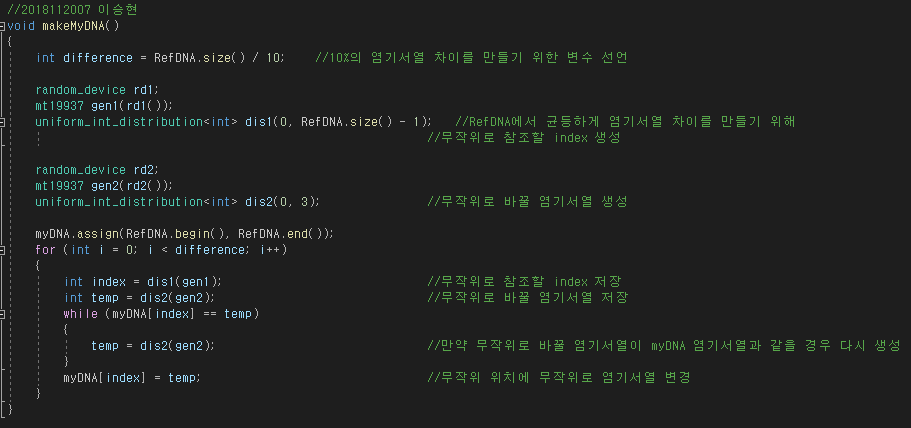 //2018112007 이승현
void makeMyDNA()
{
int difference = RefDNA.size() / 10; //10%의 염기서열 차이를 만들기 위한 변수 선언
random_device rd1;
mt19937 gen1(rd1());
uniform_int_distribution<int> dis1(0, RefDNA.size() - 1); //RefDNA에서 균등하게 염기서열 차이를 만들기 위해
//무작위로 참조할 index 생성
random_device rd2;
mt19937 gen2(rd2());
uniform_int_distribution<int> dis2(0, 3); //무작위로 바꿀 염기서열 생성
myDNA.assign(RefDNA.begin(), RefDNA.end());
for (int i = 0; i < difference; i++)
{
int index = dis1(gen1); //무작위로 참조할 index 저장
int temp = dis2(gen2); //무작위로 바꿀 염기서열 저장
while (myDNA[index] == temp)
{
temp = dis2(gen2); //만약 무작위로 바꿀 염기서열이 myDNA 염기서열과 같을 경우 다시 생성
}
myDNA[index] = temp; //무작위 위치에 무작위로 염기서열 변경
}
}